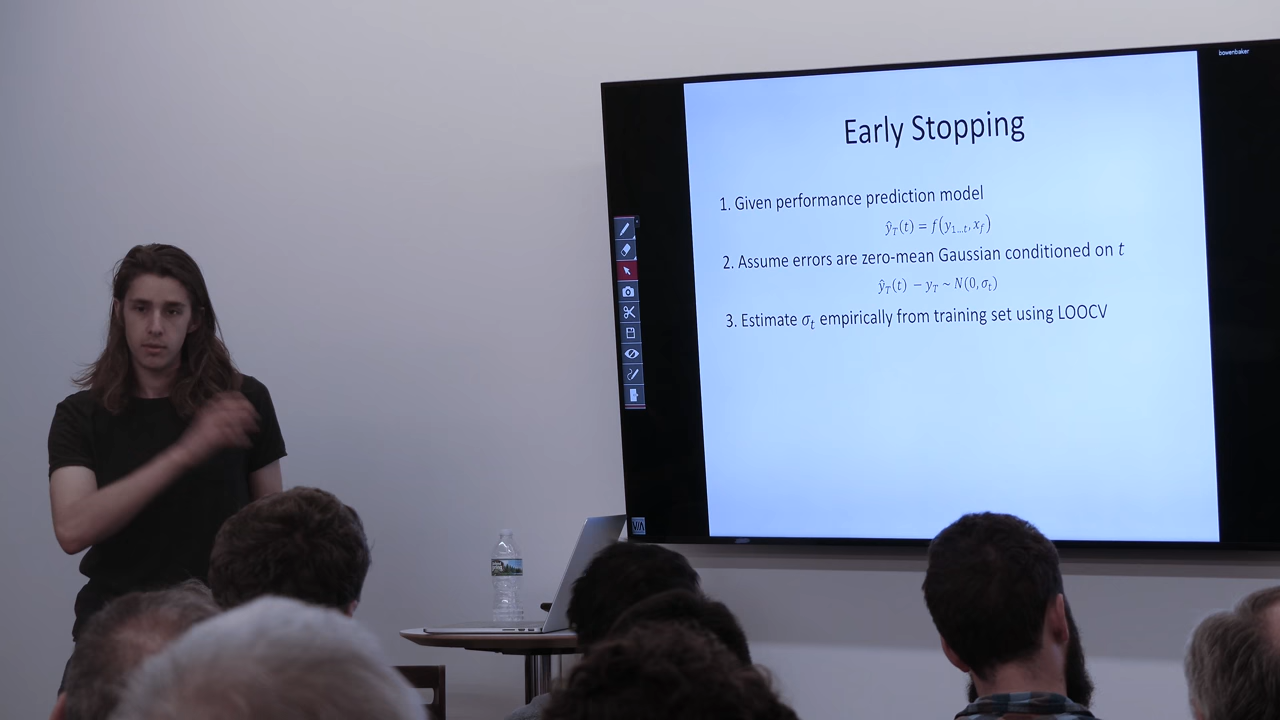 bowenbaker
Early Stopping
1. Given performance prediction model
ŷ_T(t) = f(y_{1...t}, x_f)
2. Assume errors are zero-mean Gaussian conditioned on t
ŷ_T(t) − y_T ~ N(0, σ_t)
3. Estimate σ_t empirically from training set using LOOCV
VIA